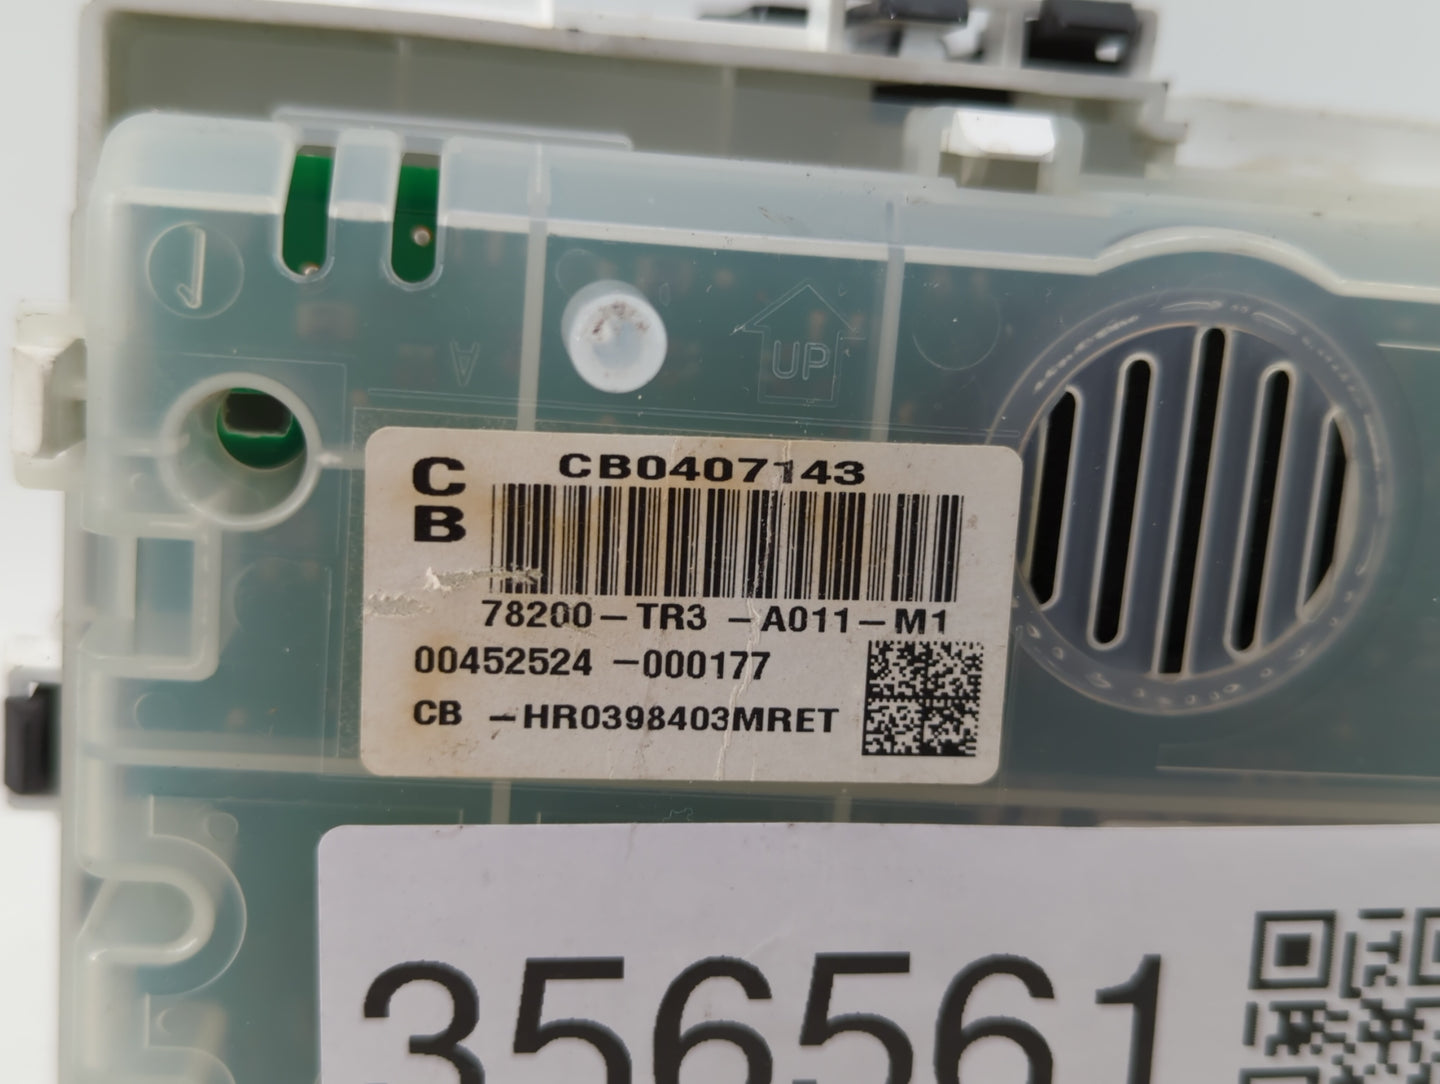 UP
A
CB0407143
C
B
78200-TR3 -A011-M1
00452524 -000177
CB -HR0398403MRET
356561